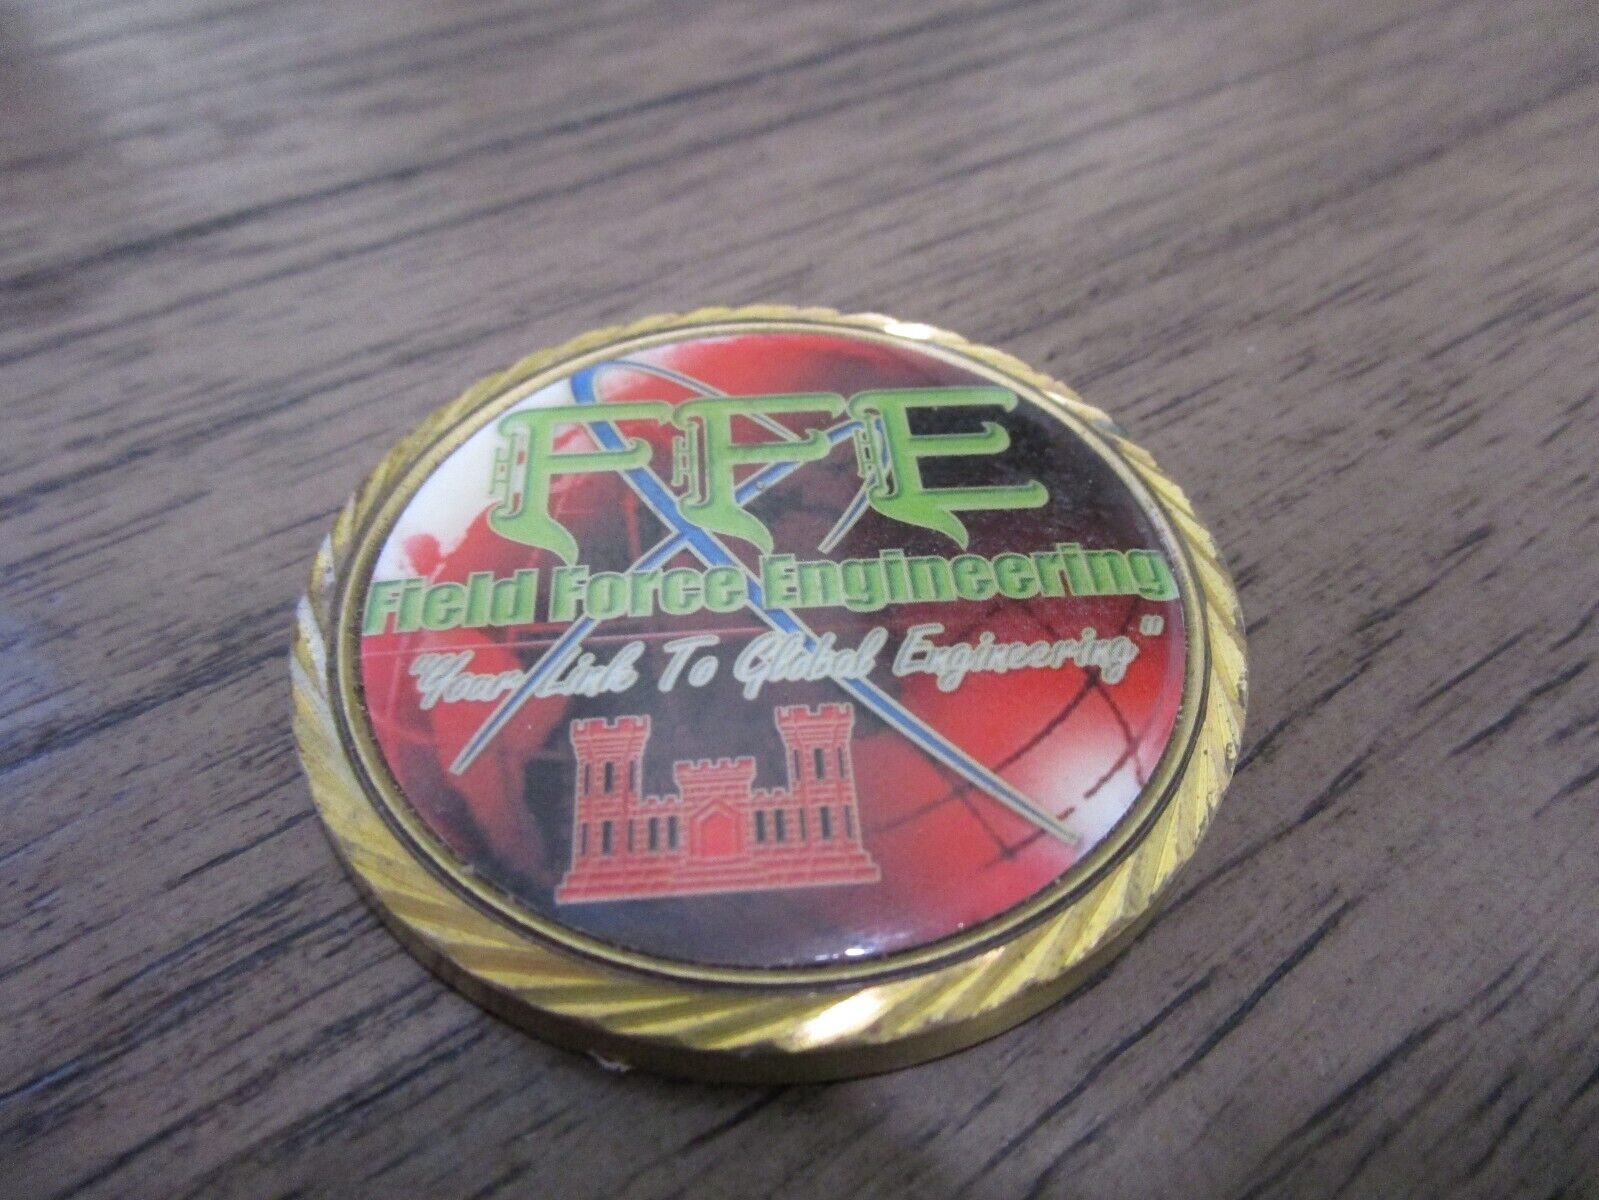 FFE
Field Force Engineering
"Your Link To Global Engineering"